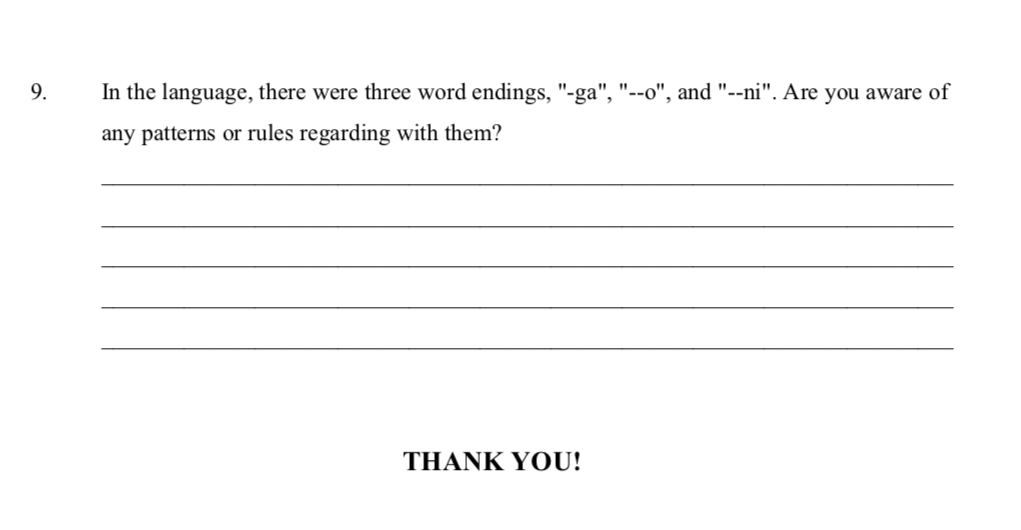 9. In the language, there were three word endings, "-ga", "--o", and "--ni". Are you aware of
any patterns or rules regarding with them?
THANK YOU!